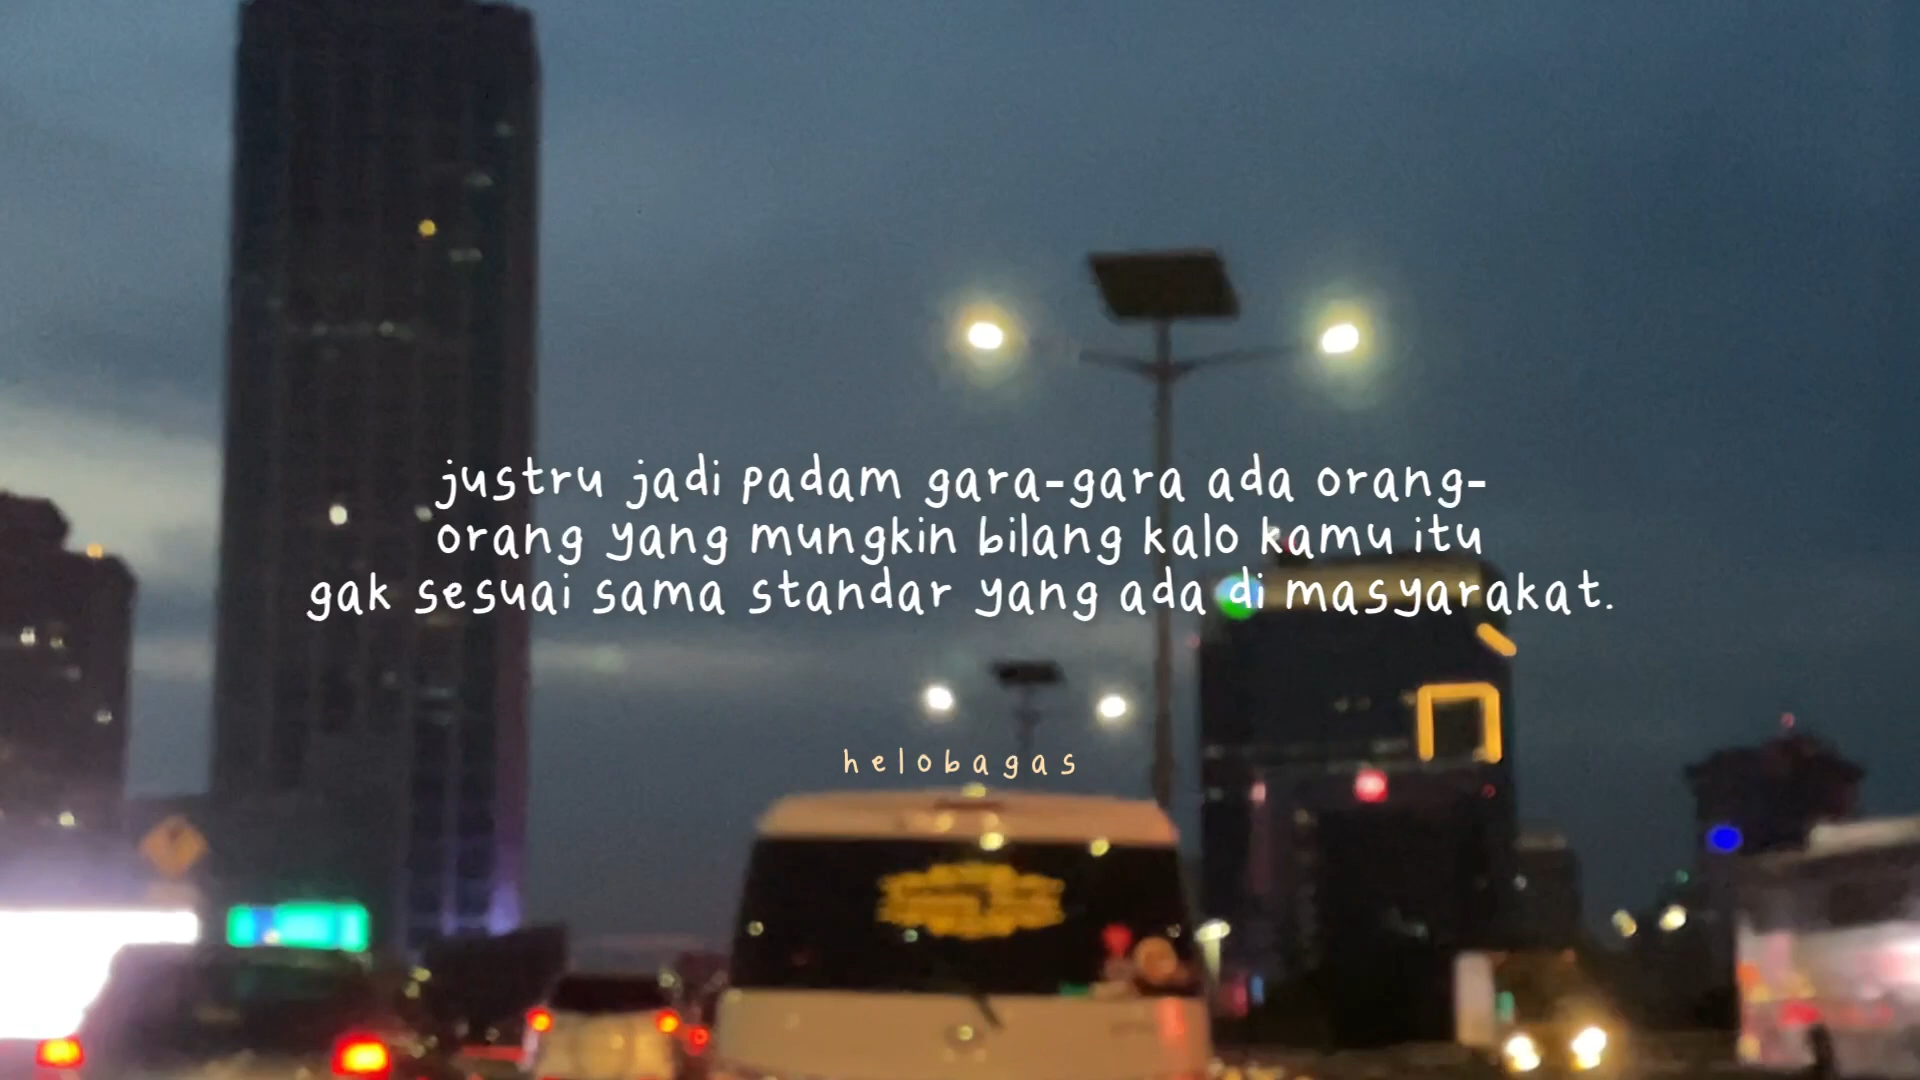 justru jadi padam gara-gara ada orang-
orang yang mungkin bilang kalo kamu itu
gak sesuai sama standar yang ada di masyarakat.
helobagas